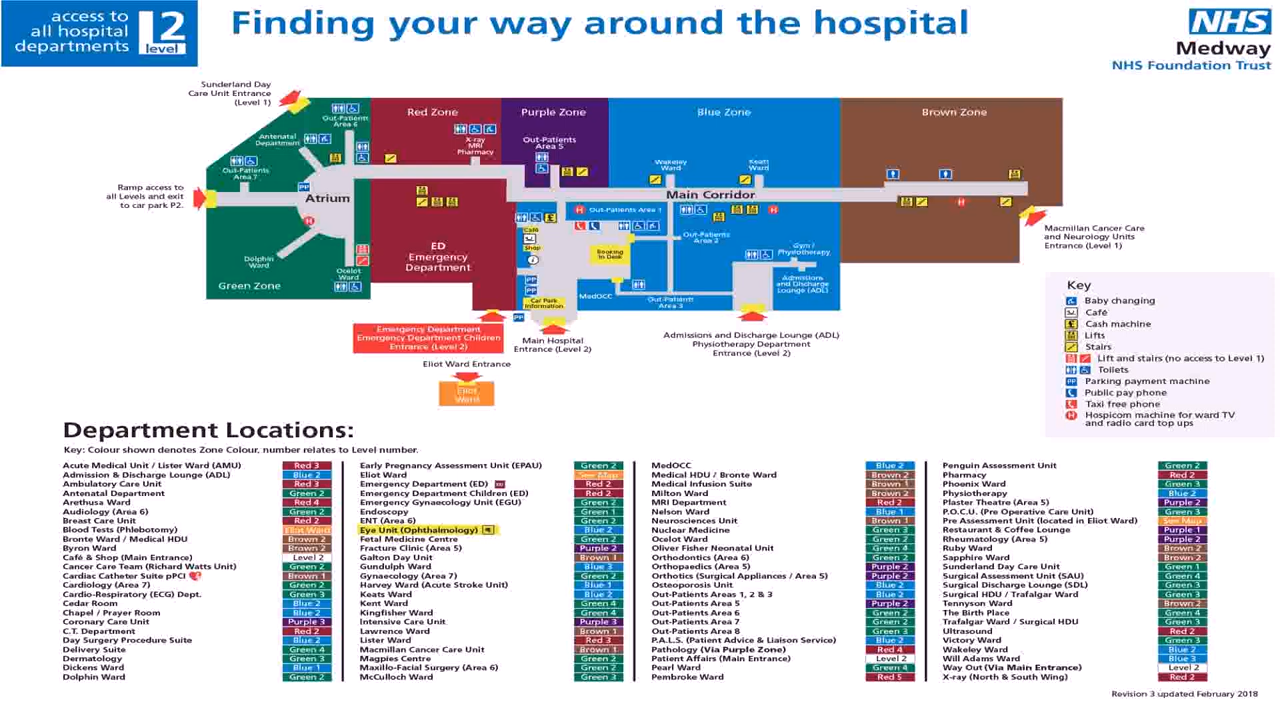 access to
all hospital
departments
L2
level
Finding your way around the hospital
NHS
Medway
NHS Foundation Trust
Sunderland Day
Care Unit Entrance
(Level 1)
Red Zone
Purple Zone
Blue Zone
Brown Zone
Out-Patient
Area 6
Antenatal
Department
X-ray
MRI
Pharmacy
Out-Patients
Area 5
Out-Patients
Area 7
Wakeley
Ward
Keats
Ward
Ramp access to
all Levels and exit
to car park P2.
Atrium
Main Corridor
Out-Patients Area 1
Out-Patients
Area 2
Café
Shop
Booking
In Desk
Gym /
Physiotherapy
Macmillan Cancer Care
and Neurology Units
Entrance (Level 1)
ED
Emergency
Department
Dolphin
Ward
Ocelot
Ward
Green Zone
MedOCC
Admissions
and Discharge
Lounge (ADL)
Car Park
Information
Out-Patient
Area 3
Emergency Department
Emergency Department Children
Entrance (Level 2)
Main Hospital
Entrance (Level 2)
Admissions and Discharge Lounge (ADL)
Physiotherapy Department
Entrance (Level 2)
Eliot Ward Entrance
Eliot
Ward
Key
Baby changing
Café
Cash machine
Lifts
Stairs
Lift and stairs (no access to Level 1)
Toilets
Parking payment machine
Public pay phone
Taxi free phone
Hospicom machine for ward TV
and radio card top ups
Department Locations:
Key: Colour shown denotes Zone Colour, number relates to Level number.
Acute Medical Unit / Lister Ward (AMU) Red 3
Admission & Discharge Lounge (ADL) Blue 2
Ambulatory Care Unit Red 3
Antenatal Department Green 2
Arethusa Ward Red 4
Audiology (Area 6) Green 2
Breast Care Unit Red 2
Blood Tests (Phlebotomy) Eliot Ward
Bronte Ward / Medical HDU Brown 2
Byron Ward Brown 2
Café & Shop (Main Entrance) Level 2
Cancer Care Team (Richard Watts Unit) Green 2
Cardiac Catheter Suite pPCI Brown 1
Cardiology (Area 7) Green 2
Cardio-Respiratory (ECG) Dept. Green 3
Cedar Room Blue 2
Chapel / Prayer Room Blue 2
Coronary Care Unit Purple 3
C.T. Department Red 2
Day Surgery Procedure Suite Blue 2
Delivery Suite Green 4
Dermatology Green 3
Dickens Ward Blue 1
Dolphin Ward Green 2
Early Pregnancy Assessment Unit (EPAU) Green 2
Eliot Ward See Map
Emergency Department (ED) Red 2
Emergency Department Children (ED) Red 2
Emergency Gynaecology Unit (EGU) Green 2
Endoscopy Green 1
ENT (Area 6) Green 2
Eye Unit (Ophthalmology) Blue 2
Fetal Medicine Centre Green 2
Fracture Clinic (Area 5) Purple 2
Galton Day Unit Brown 1
Gundulph Ward Blue 3
Gynaecology (Area 7) Green 2
Harvey Ward (Acute Stroke Unit) Blue 1
Keats Ward Blue 2
Kent Ward Green 4
Kingfisher Ward Green 4
Intensive Care Unit Purple 3
Lawrence Ward Brown 1
Lister Ward Red 3
Macmillan Cancer Care Unit Brown 1
Magpies Centre Green 2
Maxillo-Facial Surgery (Area 6) Green 2
McCulloch Ward Green 3
MedOCC Blue 2
Medical HDU / Bronte Ward Brown 2
Medical Infusion Suite Brown 1
Milton Ward Brown 2
MRI Department Red 2
Nelson Ward Blue 1
Neurosciences Unit Brown 1
Nuclear Medicine Green 3
Ocelot Ward Green 2
Oliver Fisher Neonatal Unit Green 4
Orthodontics (Area 6) Green 2
Orthopaedics (Area 5) Purple 2
Orthotics (Surgical Appliances / Area 5) Purple 2
Osteoporosis Unit Blue 2
Out-Patients Areas 1, 2 & 3 Blue 2
Out-Patients Area 5 Purple 2
Out-Patients Area 6 Green 2
Out-Patients Area 7 Green 2
Out-Patients Area 8 Green 3
P.A.L.S. (Patient Advice & Liaison Service) Blue 2
Pathology (Via Purple Zone) Red 4
Patient Affairs (Main Entrance) Level 2
Pearl Ward Green 4
Pembroke Ward Red 5
Penguin Assessment Unit Green 2
Pharmacy Red 2
Phoenix Ward Green 3
Physiotherapy Blue 2
Plaster Theatre (Area 5) Purple 2
P.O.C.U. (Pre Operative Care Unit) Green 3
Pre Assessment Unit (located in Eliot Ward) See Map
Restaurant & Coffee Lounge Purple 1
Rheumatology (Area 5) Purple 2
Ruby Ward Brown 2
Sapphire Ward Brown 2
Sunderland Day Care Unit Green 1
Surgical Assessment Unit (SAU) Green 4
Surgical Discharge Lounge (SDL) Green 3
Surgical HDU / Trafalgar Ward Green 3
Tennyson Ward Brown 2
The Birth Place Green 4
Trafalgar Ward / Surgical HDU Green 3
Ultrasound Red 2
Victory Ward Green 3
Wakeley Ward Blue 2
Will Adams Ward Blue 3
Way Out (Via Main Entrance) Level 2
X-ray (North & South Wing) Red 2
Revision 3 updated February 2018